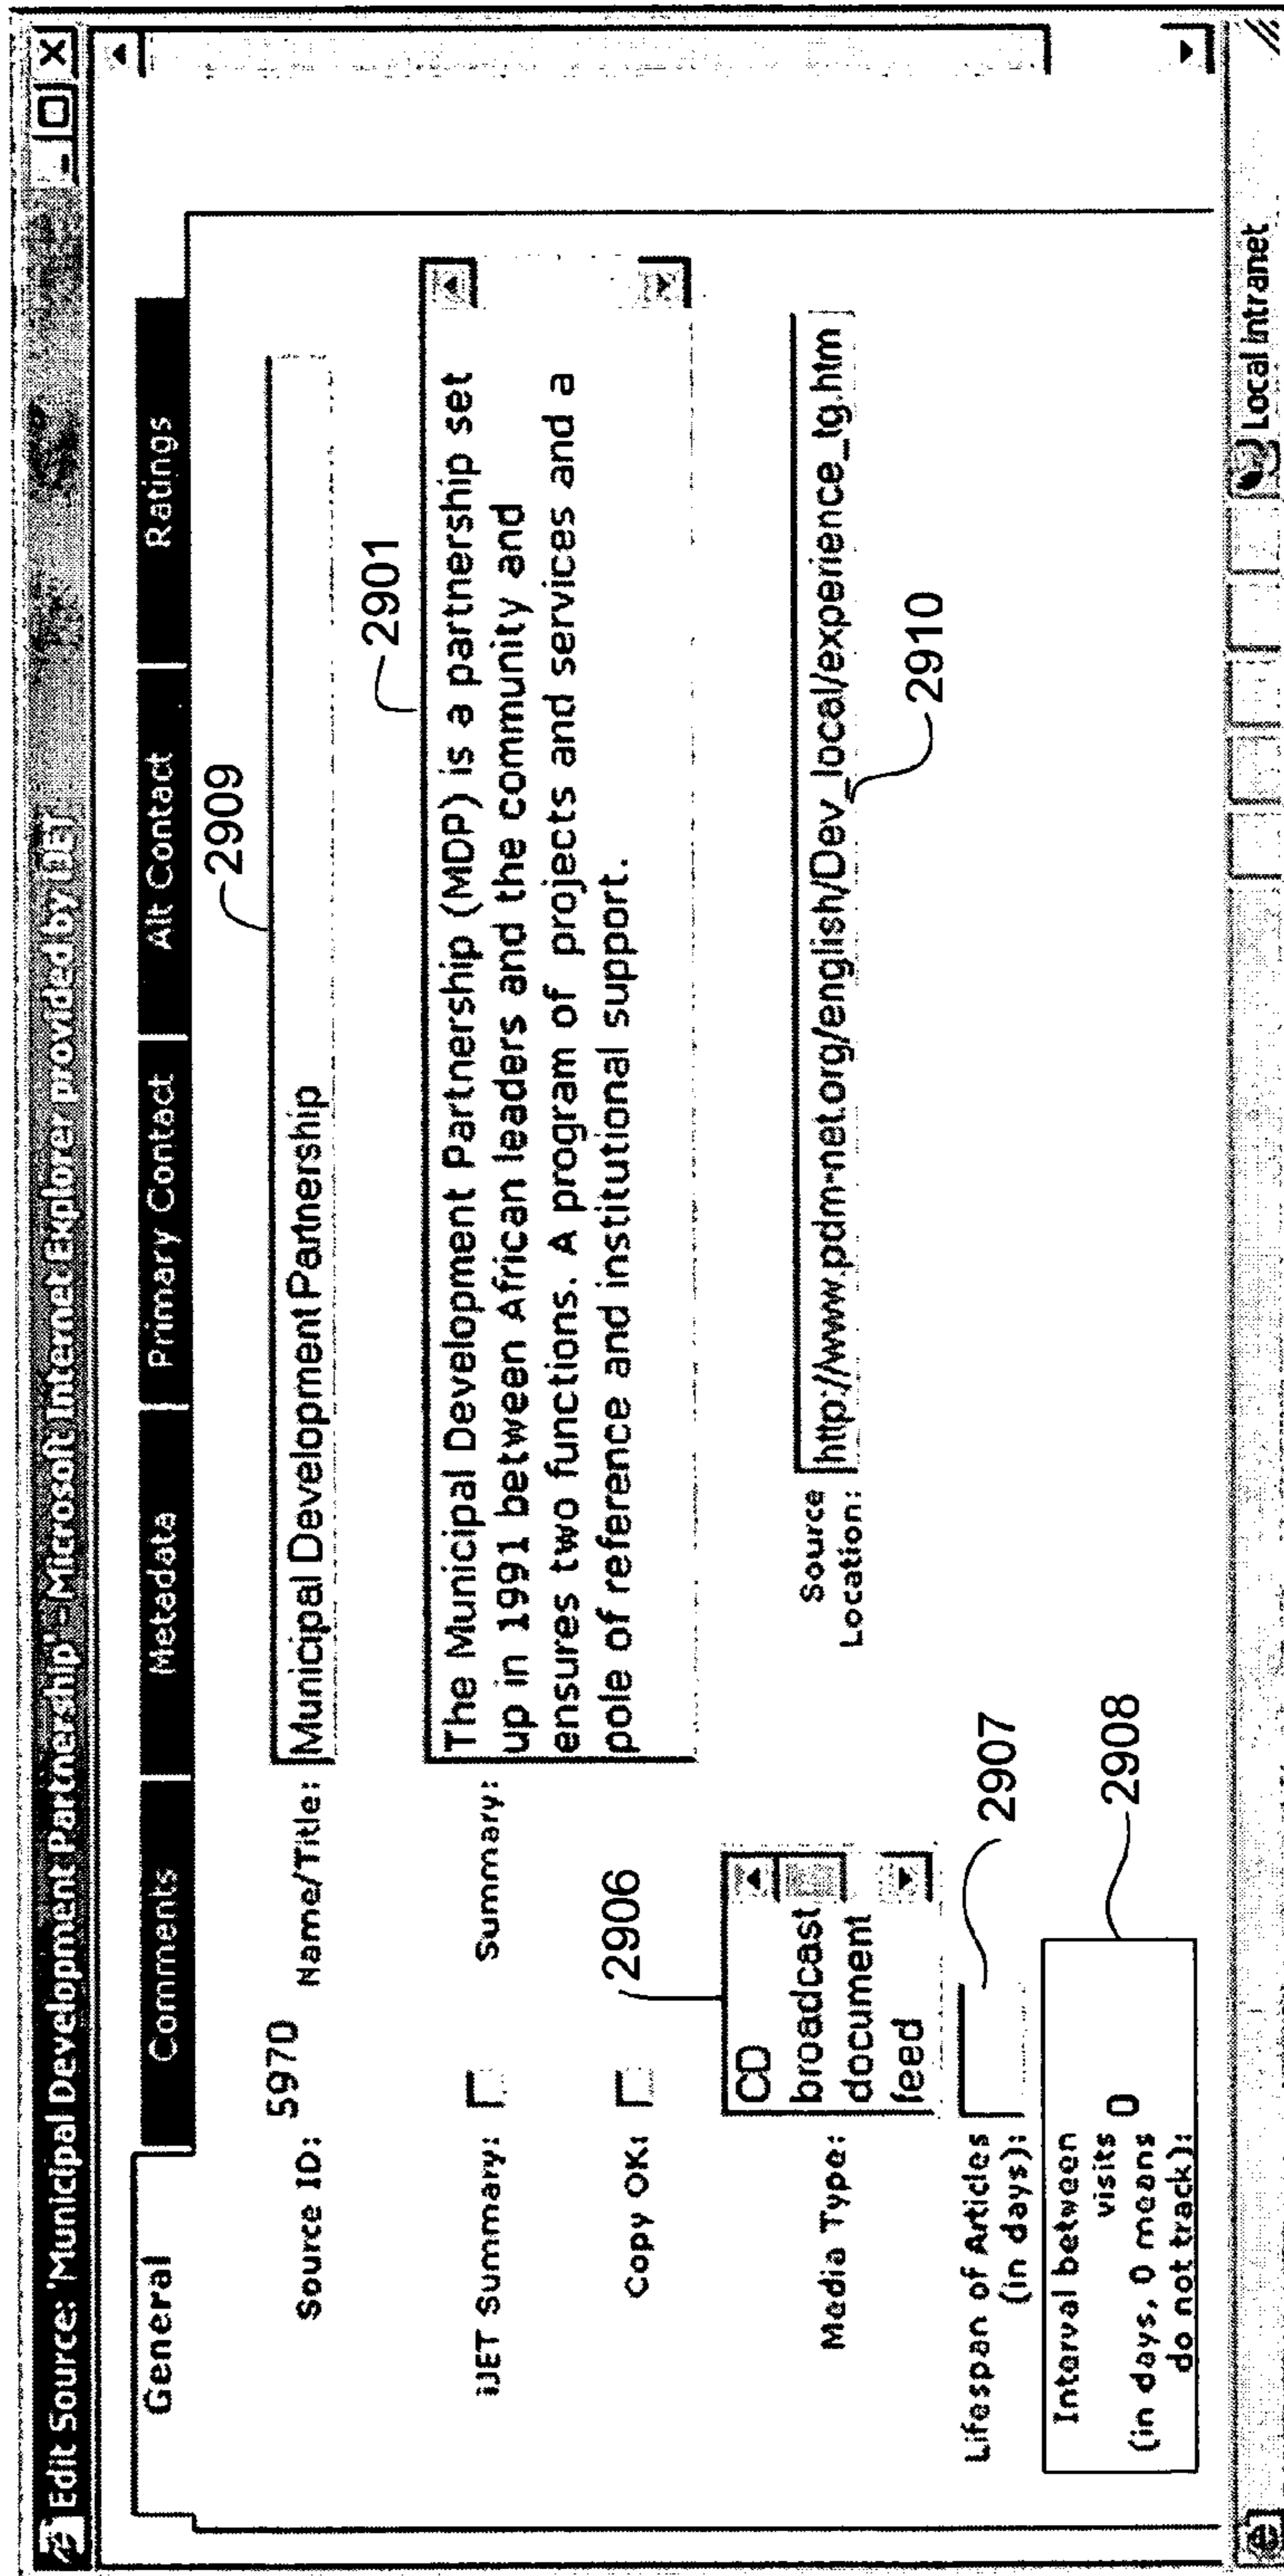 Edit Source: 'Municipal Development Partnership' - Microsoft Internet Explorer provided by iJET
General Comments Metadata Primary Contact Alt Contact Ratings
2909
Source ID: 5970 Name/Title: Municipal Development Partnership
2901
iJET Summary: Summary: The Municipal Development Partnership (MDP) is a partnership set
up in 1991 between African leaders and the community and
ensures two functions. A program of projects and services and a
pole of reference and institutional support.
Copy OK: 2906
Media Type: CD
broadcast
document
feed
Source
Location: http://www.pdm-net.org/english/Dev_local/experience_tg.htm
2910
Lifespan of Articles
(in days):
2907
Interval between
visits 0
(in days, 0 means
do not track):
2908
Local intranet